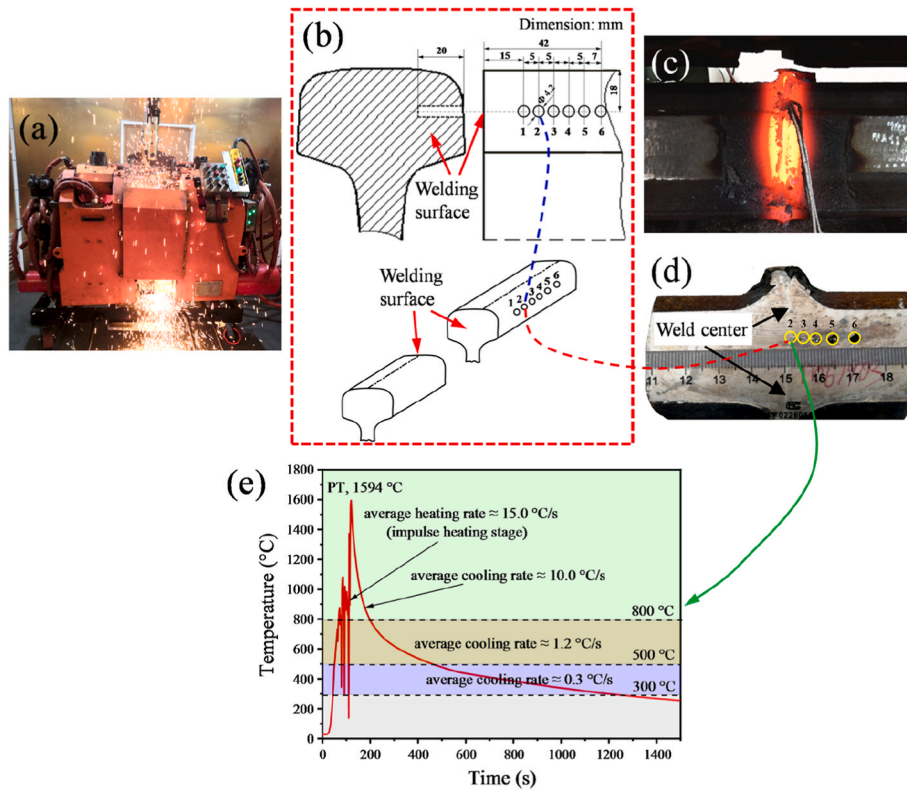 (a)
(b)
Dimension: mm
20
42
15 5 5 5 7
18
Φ 4.2
1 2 3 4 5 6
Welding
surface
Welding
surface
1 2 3 4 5 6
(c)
(d)
Weld center
2 3 4 5 6
11 12 13 14 15 16 17 18
(e)
PT, 1594 °C
average heating rate ≈ 15.0 °C/s
(impulse heating stage)
average cooling rate ≈ 10.0 °C/s
800 °C
average cooling rate ≈ 1.2 °C/s
500 °C
average cooling rate ≈ 0.3 °C/s
300 °C
Temperature (°C)
1800
1600
1400
1200
1000
800
600
400
200
0
0 200 400 600 800 1000 1200 1400
Time (s)